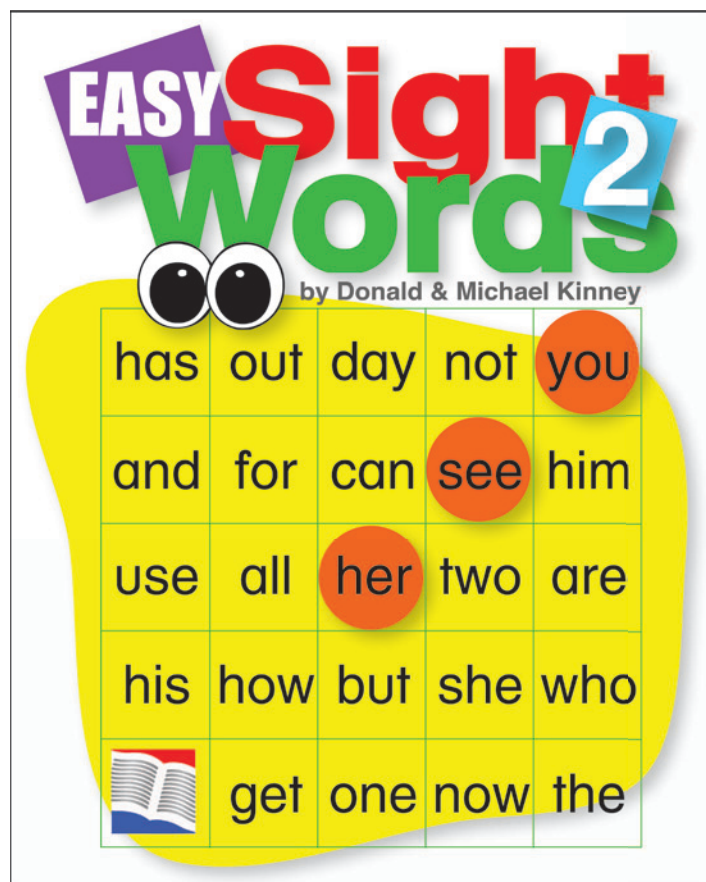 EASY Sight
Words 2
by Donald & Michael Kinney
has out day not you
and for can see him
use all her two are
his how but she who
get one now the